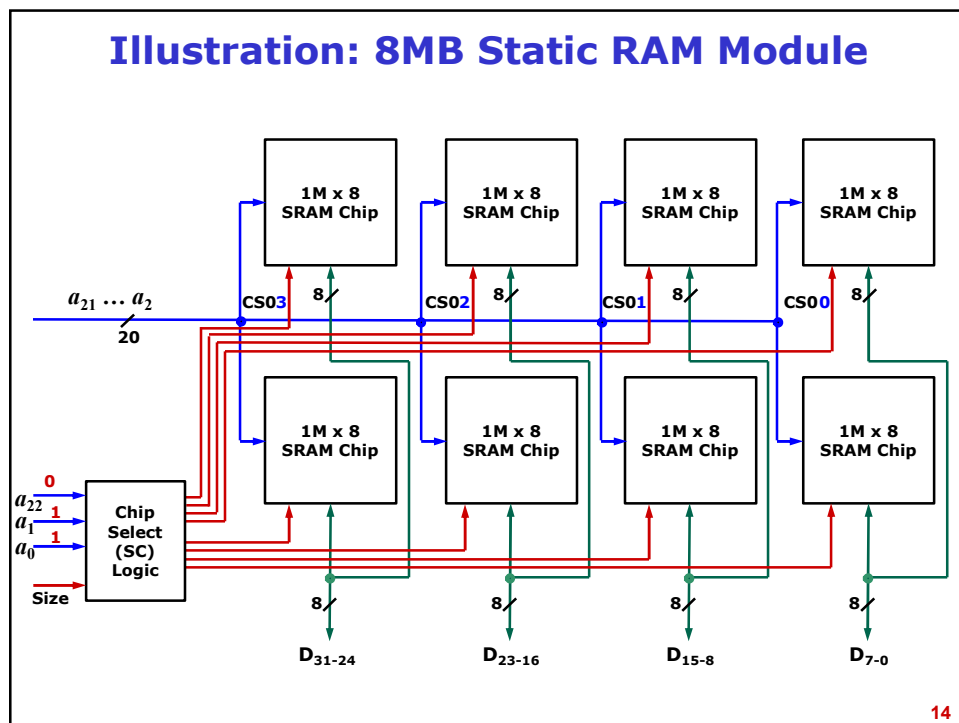 Illustration: 8MB Static RAM Module
1M x 8
SRAM Chip
1M x 8
SRAM Chip
1M x 8
SRAM Chip
1M x 8
SRAM Chip
a21 … a2
20
CS03
8
CS02
8
CS01
8
CS00
8
1M x 8
SRAM Chip
1M x 8
SRAM Chip
1M x 8
SRAM Chip
1M x 8
SRAM Chip
0
a22
1
a1
1
a0
Size
Chip
Select
(SC)
Logic
8
8
8
8
D31-24
D23-16
D15-8
D7-0
14